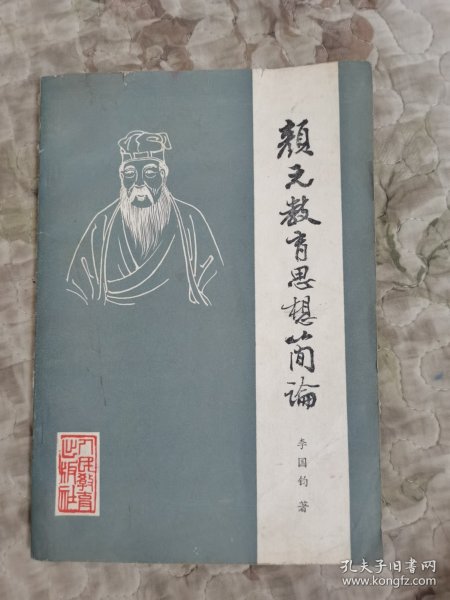 颜元教育思想简論
李国钧 著
人民教育
出版社
孔夫子旧书网
www.kongfz.com